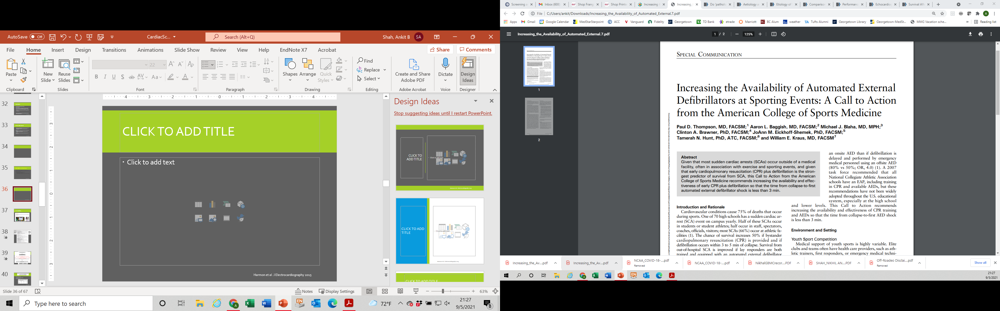 AutoSave Off
CardiacSc...
Search (Alt+Q)
Shah, Ankit B SA
File Home Insert Design Transitions Animations Slide Show Review View Help EndNote X7 Acrobat Share Comments
Paste
New Slide
Reuse Slides
22
Shapes
Arrange
Quick Styles
Find
Replace
Select
Create and Share Adobe PDF
Dictate
Design Ideas
Clipboard Slides Font Paragraph Drawing Editing Adobe Acrobat Voice Designer
32
33
34
35
36
37
38
39
40
CLICK TO ADD TITLE
Click to add text
Harmon et al. J Electrocardiography 2015
Design Ideas
Stop suggesting ideas until I restart PowerPoint.
CLICK TO
ADD TITLE
Click to add text
CLICK TO ADD
TITLE
Click to add text
CLICK TO ADD TITLE
Slide 36 of 67
Notes Display Settings 63%
Type here to search
72°F
21:27
9/5/2021
8
Screening Inbox (608) Shop Frang Shop Printe Increasing Increasing_ Do 'pathol Aetiology a Etiology of Comparison Performanc Echocardiog Survival Aft
File C:/Users/ankit/Downloads/Increasing_the_Availability_of_Automated_External.7.pdf
Apps Gmail Google Calendar MedStarStarpoint ACC Vanguard Fidelity Georgetown TD Bank etrade Marriott BC Alum weather Tufts Alumni Georgetown Library Georgetown-MedSt... MMG Vacation sche... Reading list
Increasing_the_Availability_of_Automated_External.7.pdf
1 / 2
125%
1
2
SPECIAL COMMUNICATION
Increasing the Availability of Automated External
Defibrillators at Sporting Events: A Call to Action
from the American College of Sports Medicine
Paul D. Thompson, MD, FACSM;1 Aaron L. Baggish, MD, FACSM;2 Michael J. Blaha, MD, MPH;3
Clinton A. Brawner, PhD, FACSM;4 JoAnn M. Eickhoff-Shemek, PhD, FACSM;5
Tamerah N. Hunt, PhD, ATC, FACSM;6 and William E. Kraus, MD, FACSM7
Abstract
Given that most sudden cardiac arrests (SCAs) occur outside of a medical
facility, often in association with exercise and sporting events, and given
that early cardiopulmonary resuscitation (CPR) plus defibrillation is the stron-
gest predictor of survival from SCA, this Call to Action from the American
College of Sports Medicine recommends increasing the availability and effec-
tiveness of early CPR plus defibrillation so that the time from collapse-to-first
automated external defibrillator shock is less than 3 min.
Introduction and Rationale
Cardiovascular conditions cause 75% of deaths that occur
during sports. One of 70 high schools has a sudden cardiac ar-
rest (SCA) event on campus yearly. Half of these SCAs occur
in students or student athletes; half occur in staff, spectators,
coaches, officials, visitors; most SCAs (66%) occur at athletic fa-
cilities (1). The chance of survival increases 50% if bystander
cardiopulmonary resuscitation (CPR) is provided and if
defibrillation occurs within 3 to 5 min of collapse. Survival from
out-of-hospital SCA is improved if lay responders are both
trained and equipped with an automated external defibrillator
an onsite AED than if defibrillation is
delayed and performed by emergency
medical personnel using an offsite AED
(80% vs 50%; OR, 4.0) (1). A 2007
task force recommended that all
National Collegiate Athletic Association
schools have an EAP, including training
in CPR and available AEDs, but these
recommendations have not been widely
adopted throughout the U.S. educational
system, especially at the high school
and lower levels. This Call to Action recommends
increasing the availability and effectiveness of CPR training
and AEDs so that the time from collapse-to-first AED shock
is less than 3 min.
Environment and Setting
Youth Sport Competition
Medical support of youth sports is highly variable. Elite
clubs and teams often have health care providers, such as ath-
letic trainers, first responders, or emergency medical techni-
Increasing_the_Av....pdf
Increasing_the_Av....pdf
NCAA_COVID-18-....pdf
Removed
NCAA_COVID-18-....pdf
NikhalGBMCrecor....PDF
SHAH_NIKHIL AN....PDF
Off-Roadeo Disclai....pdf
Removed
Show all
21:27
9/5/2021